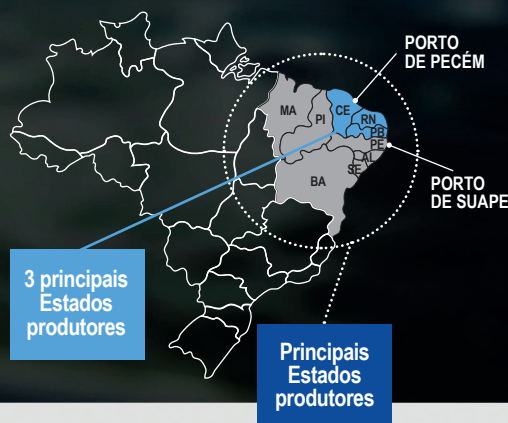 PORTO
DE PECÉM
MA
PI
CE
RN
PB
PE
AL
SE
BA
PORTO
DE SUAPE
3 principais
Estados
produtores
Principais
Estados
produtores